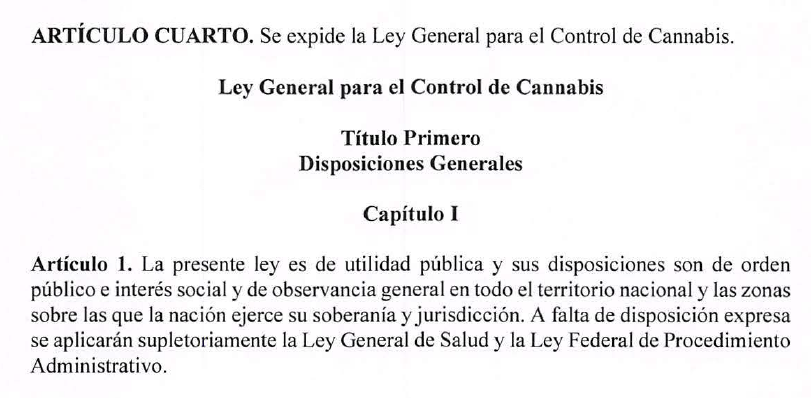 ARTÍCULO CUARTO. Se expide la Ley General para el Control de Cannabis.
Ley General para el Control de Cannabis
Título Primero
Disposiciones Generales
Capítulo I
Artículo 1. La presente ley es de utilidad pública y sus disposiciones son de orden
público e interés social y de observancia general en todo el territorio nacional y las zonas
sobre las que la nación ejerce su soberanía y jurisdicción. A falta de disposición expresa
se aplicarán supletoriamente la Ley General de Salud y la Ley Federal de Procedimiento
Administrativo.